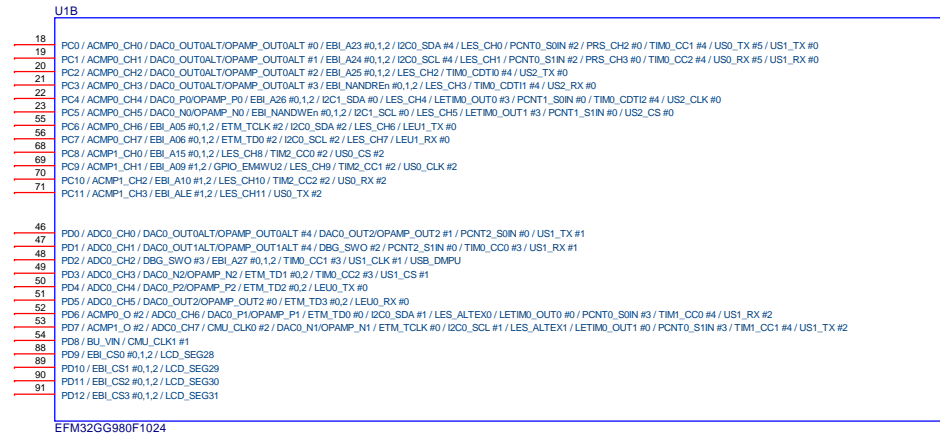 U1B
18 PC0 / ACMP0_CH0 / DAC0_OUT0ALT/OPAMP_OUT0ALT #0 / EBI_A23 #0,1,2 / I2C0_SDA #4 / LES_CH0 / PCNT0_S0IN #2 / PRS_CH2 #0 / TIM0_CC1 #4 / US0_TX #5 / US1_TX #0
19 PC1 / ACMP0_CH1 / DAC0_OUT0ALT/OPAMP_OUT0ALT #1 / EBI_A24 #0,1,2 / I2C0_SCL #4 / LES_CH1 / PCNT0_S1IN #2 / PRS_CH3 #0 / TIM0_CC2 #4 / US0_RX #5 / US1_RX #0
20 PC2 / ACMP0_CH2 / DAC0_OUT0ALT/OPAMP_OUT0ALT #2 / EBI_A25 #0,1,2 / LES_CH2 / TIM0_CDTI0 #4 / US2_TX #0
21 PC3 / ACMP0_CH3 / DAC0_OUT0ALT/OPAMP_OUT0ALT #3 / EBI_NANDREn #0,1,2 / LES_CH3 / TIM0_CDTI1 #4 / US2_RX #0
22 PC4 / ACMP0_CH4 / DAC0_P0/OPAMP_P0 / EBI_A26 #0,1,2 / I2C1_SDA #0 / LES_CH4 / LETIM0_OUT0 #3 / PCNT1_S0IN #0 / TIM0_CDTI2 #4 / US2_CLK #0
23 PC5 / ACMP0_CH5 / DAC0_N0/OPAMP_N0 / EBI_NANDWEn #0,1,2 / I2C1_SCL #0 / LES_CH5 / LETIM0_OUT1 #3 / PCNT1_S1IN #0 / US2_CS #0
55 PC6 / ACMP0_CH6 / EBI_A05 #0,1,2 / ETM_TCLK #2 / I2C0_SDA #2 / LES_CH6 / LEU1_TX #0
56 PC7 / ACMP0_CH7 / EBI_A06 #0,1,2 / ETM_TD0 #2 / I2C0_SCL #2 / LES_CH7 / LEU1_RX #0
68 PC8 / ACMP1_CH0 / EBI_A15 #0,1,2 / LES_CH8 / TIM2_CC0 #2 / US0_CS #2
69 PC9 / ACMP1_CH1 / EBI_A09 #1,2 / GPIO_EM4WU2 / LES_CH9 / TIM2_CC1 #2 / US0_CLK #2
70 PC10 / ACMP1_CH2 / EBI_A10 #1,2 / LES_CH10 / TIM2_CC2 #2 / US0_RX #2
71 PC11 / ACMP1_CH3 / EBI_ALE #1,2 / LES_CH11 / US0_TX #2
46 PD0 / ADC0_CH0 / DAC0_OUT0ALT/OPAMP_OUT0ALT #4 / DAC0_OUT2/OPAMP_OUT2 #1 / PCNT2_S0IN #0 / US1_TX #1
47 PD1 / ADC0_CH1 / DAC0_OUT1ALT/OPAMP_OUT1ALT #4 / DBG_SWO #2 / PCNT2_S1IN #0 / TIM0_CC0 #3 / US1_RX #1
48 PD2 / ADC0_CH2 / DBG_SWO #3 / EBI_A27 #0,1,2 / TIM0_CC1 #3 / US1_CLK #1 / USB_DMPU
49 PD3 / ADC0_CH3 / DAC0_N2/OPAMP_N2 / ETM_TD1 #0,2 / TIM0_CC2 #3 / US1_CS #1
50 PD4 / ADC0_CH4 / DAC0_P2/OPAMP_P2 / ETM_TD2 #0,2 / LEU0_TX #0
51 PD5 / ADC0_CH5 / DAC0_OUT2/OPAMP_OUT2 #0 / ETM_TD3 #0,2 / LEU0_RX #0
52 PD6 / ACMP0_O #2 / ADC0_CH6 / DAC0_P1/OPAMP_P1 / ETM_TD0 #0 / I2C0_SDA #1 / LES_ALTEX0 / LETIM0_OUT0 #0 / PCNT0_S0IN #3 / TIM1_CC0 #4 / US1_RX #2
53 PD7 / ACMP1_O #2 / ADC0_CH7 / CMU_CLK0 #2 / DAC0_N1/OPAMP_N1 / ETM_TCLK #0 / I2C0_SCL #1 / LES_ALTEX1 / LETIM0_OUT1 #0 / PCNT0_S1IN #3 / TIM1_CC1 #4 / US1_TX #2
54 PD8 / BU_VIN / CMU_CLK1 #1
88 PD9 / EBI_CS0 #0,1,2 / LCD_SEG28
89 PD10 / EBI_CS1 #0,1,2 / LCD_SEG29
90 PD11 / EBI_CS2 #0,1,2 / LCD_SEG30
91 PD12 / EBI_CS3 #0,1,2 / LCD_SEG31
EFM32GG980F1024